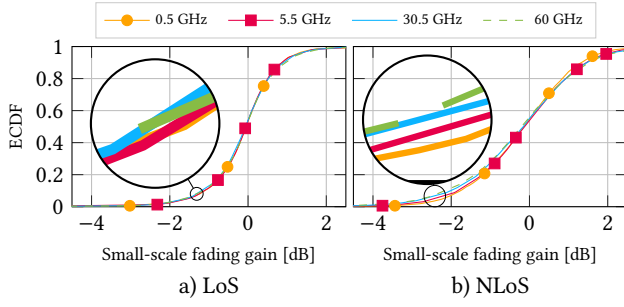 0.5 GHz 5.5 GHz 30.5 GHz 60 GHz
1
0.8
0.6
0.4
0.2
0
ECDF
−4 −2 0 2
−4 −2 0 2
Small-scale fading gain [dB]
Small-scale fading gain [dB]
a) LoS
b) NLoS